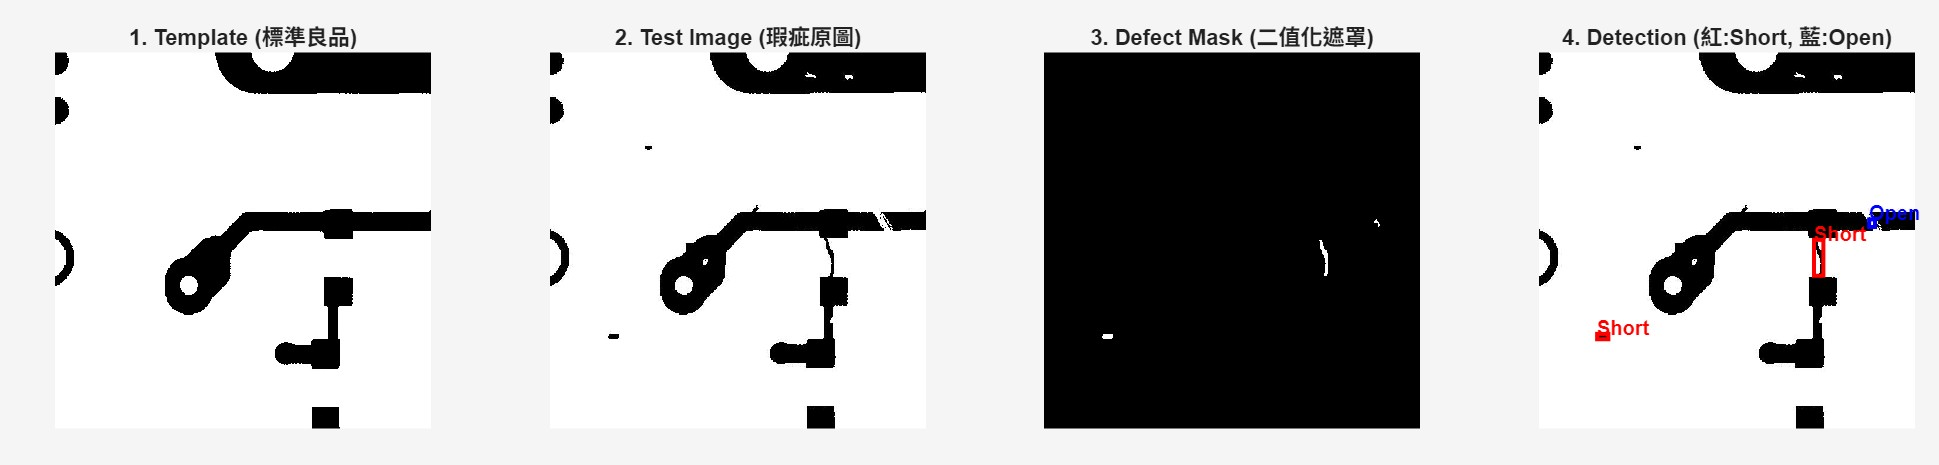 1. Template (標準良品)
2. Test Image (瑕疵原圖)
3. Defect Mask (二值化遮罩)
4. Detection (紅:Short, 藍:Open)
Open
Short
Short